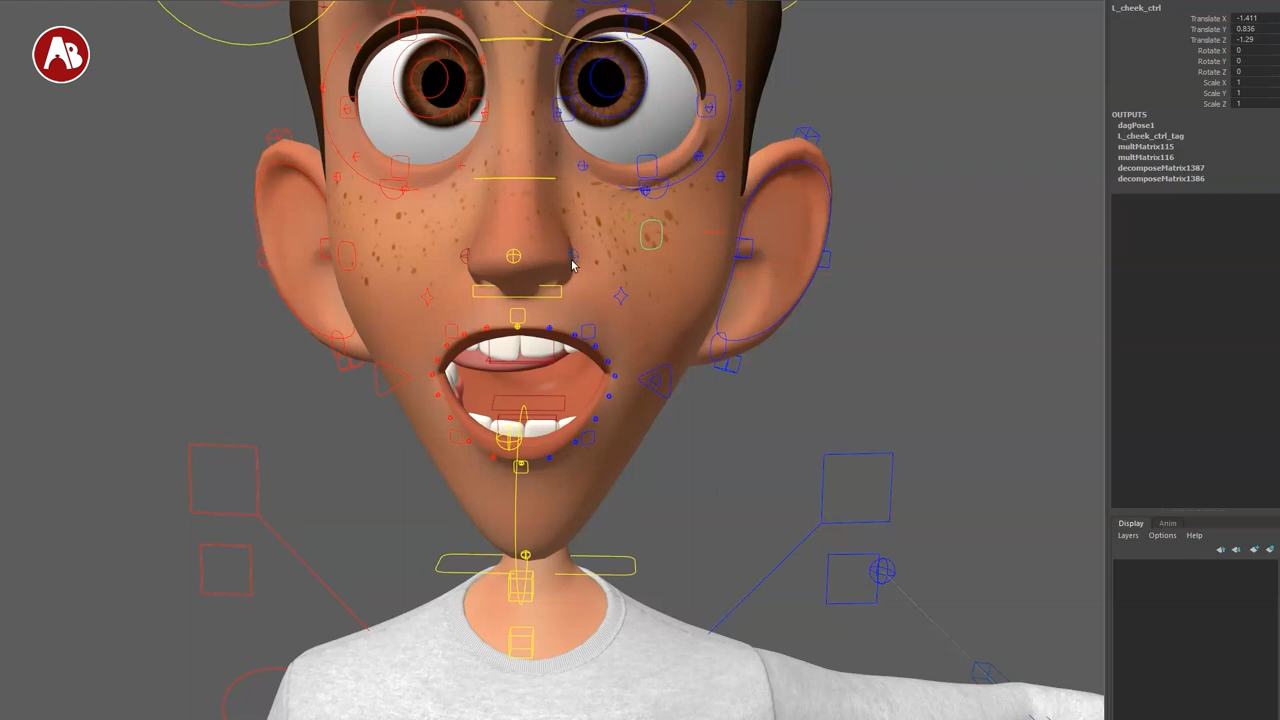 AB
L_cheek_ctrl
Translate X -1.411
Translate Y 0.836
Translate Z -1.29
Rotate X 0
Rotate Y 0
Rotate Z 0
Scale X 1
Scale Y 1
Scale Z 1
OUTPUTS
dagPose1
L_cheek_ctrl_tag
multMatrix115
multMatrix116
decomposeMatrix1387
decomposeMatrix1386
Display Anim
Layers Options Help